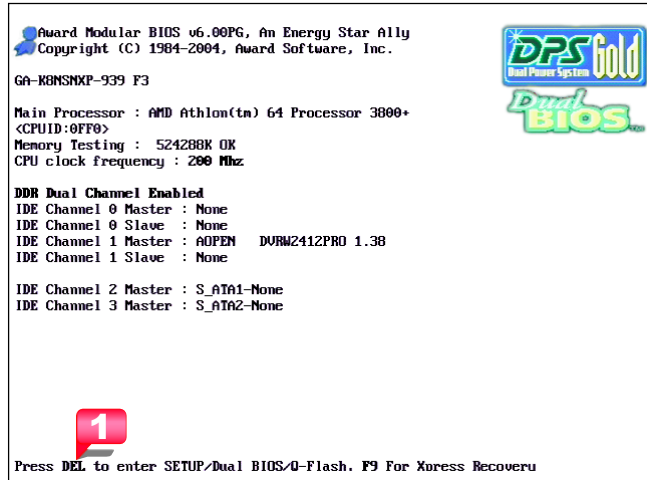 Award Modular BIOS v6.00PG, An Energy Star Ally
Copyright (C) 1984-2004, Award Software, Inc.
DPS Gold
Dual Power System
GA-K8NSNXP-939 F3
Dual
BIOS
Main Processor : AMD Athlon(tm) 64 Processor 3800+
<CPUID:0FF0>
Memory Testing : 524288K OK
CPU clock frequency : 200 Mhz
DDR Dual Channel Enabled
IDE Channel 0 Master : None
IDE Channel 0 Slave : None
IDE Channel 1 Master : AOPEN DVRW2412PRO 1.38
IDE Channel 1 Slave : None
IDE Channel 2 Master : S_ATA1-None
IDE Channel 3 Master : S_ATA2-None
1
Press DEL to enter SETUP/Dual BIOS/Q-Flash. F9 For Xpress Recovery